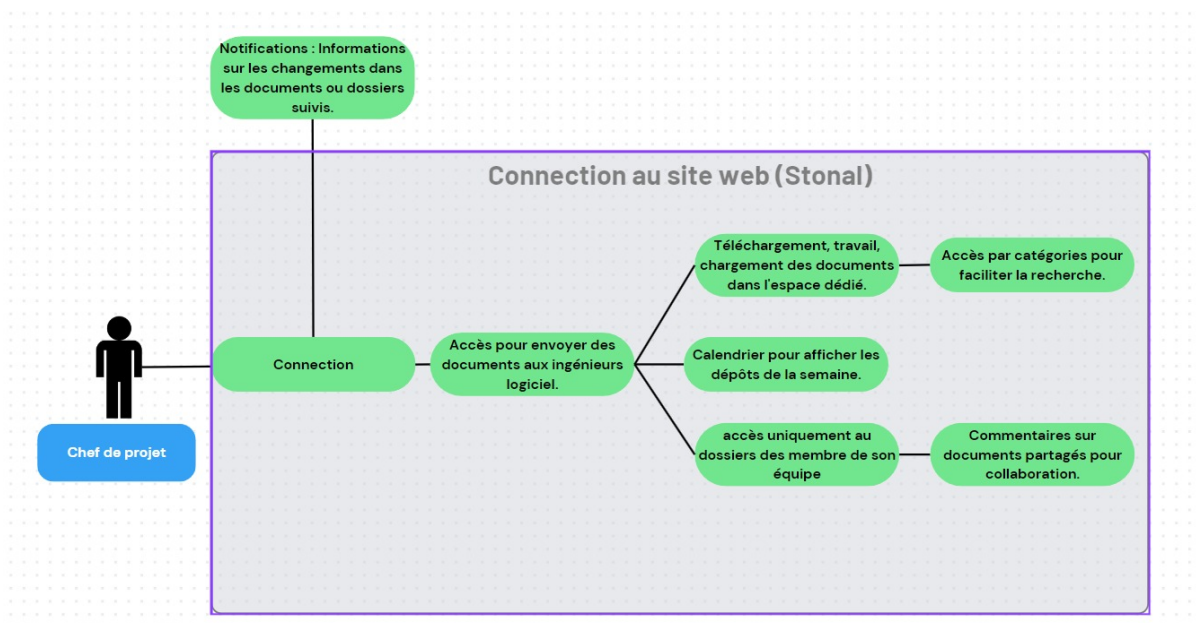 Notifications : Informations
sur les changements dans
les documents ou dossiers
suivis.
Connection au site web (Stonal)
Téléchargement, travail,
chargement des documents
dans l'espace dédié.
Accès par catégories pour
faciliter la recherche.
Connection
Accès pour envoyer des
documents aux ingénieurs
logiciel.
Calendrier pour afficher les
dépôts de la semaine.
Chef de projet
accès uniquement au
dossiers des membre de son
équipe
Commentaires sur
documents partagés pour
collaboration.